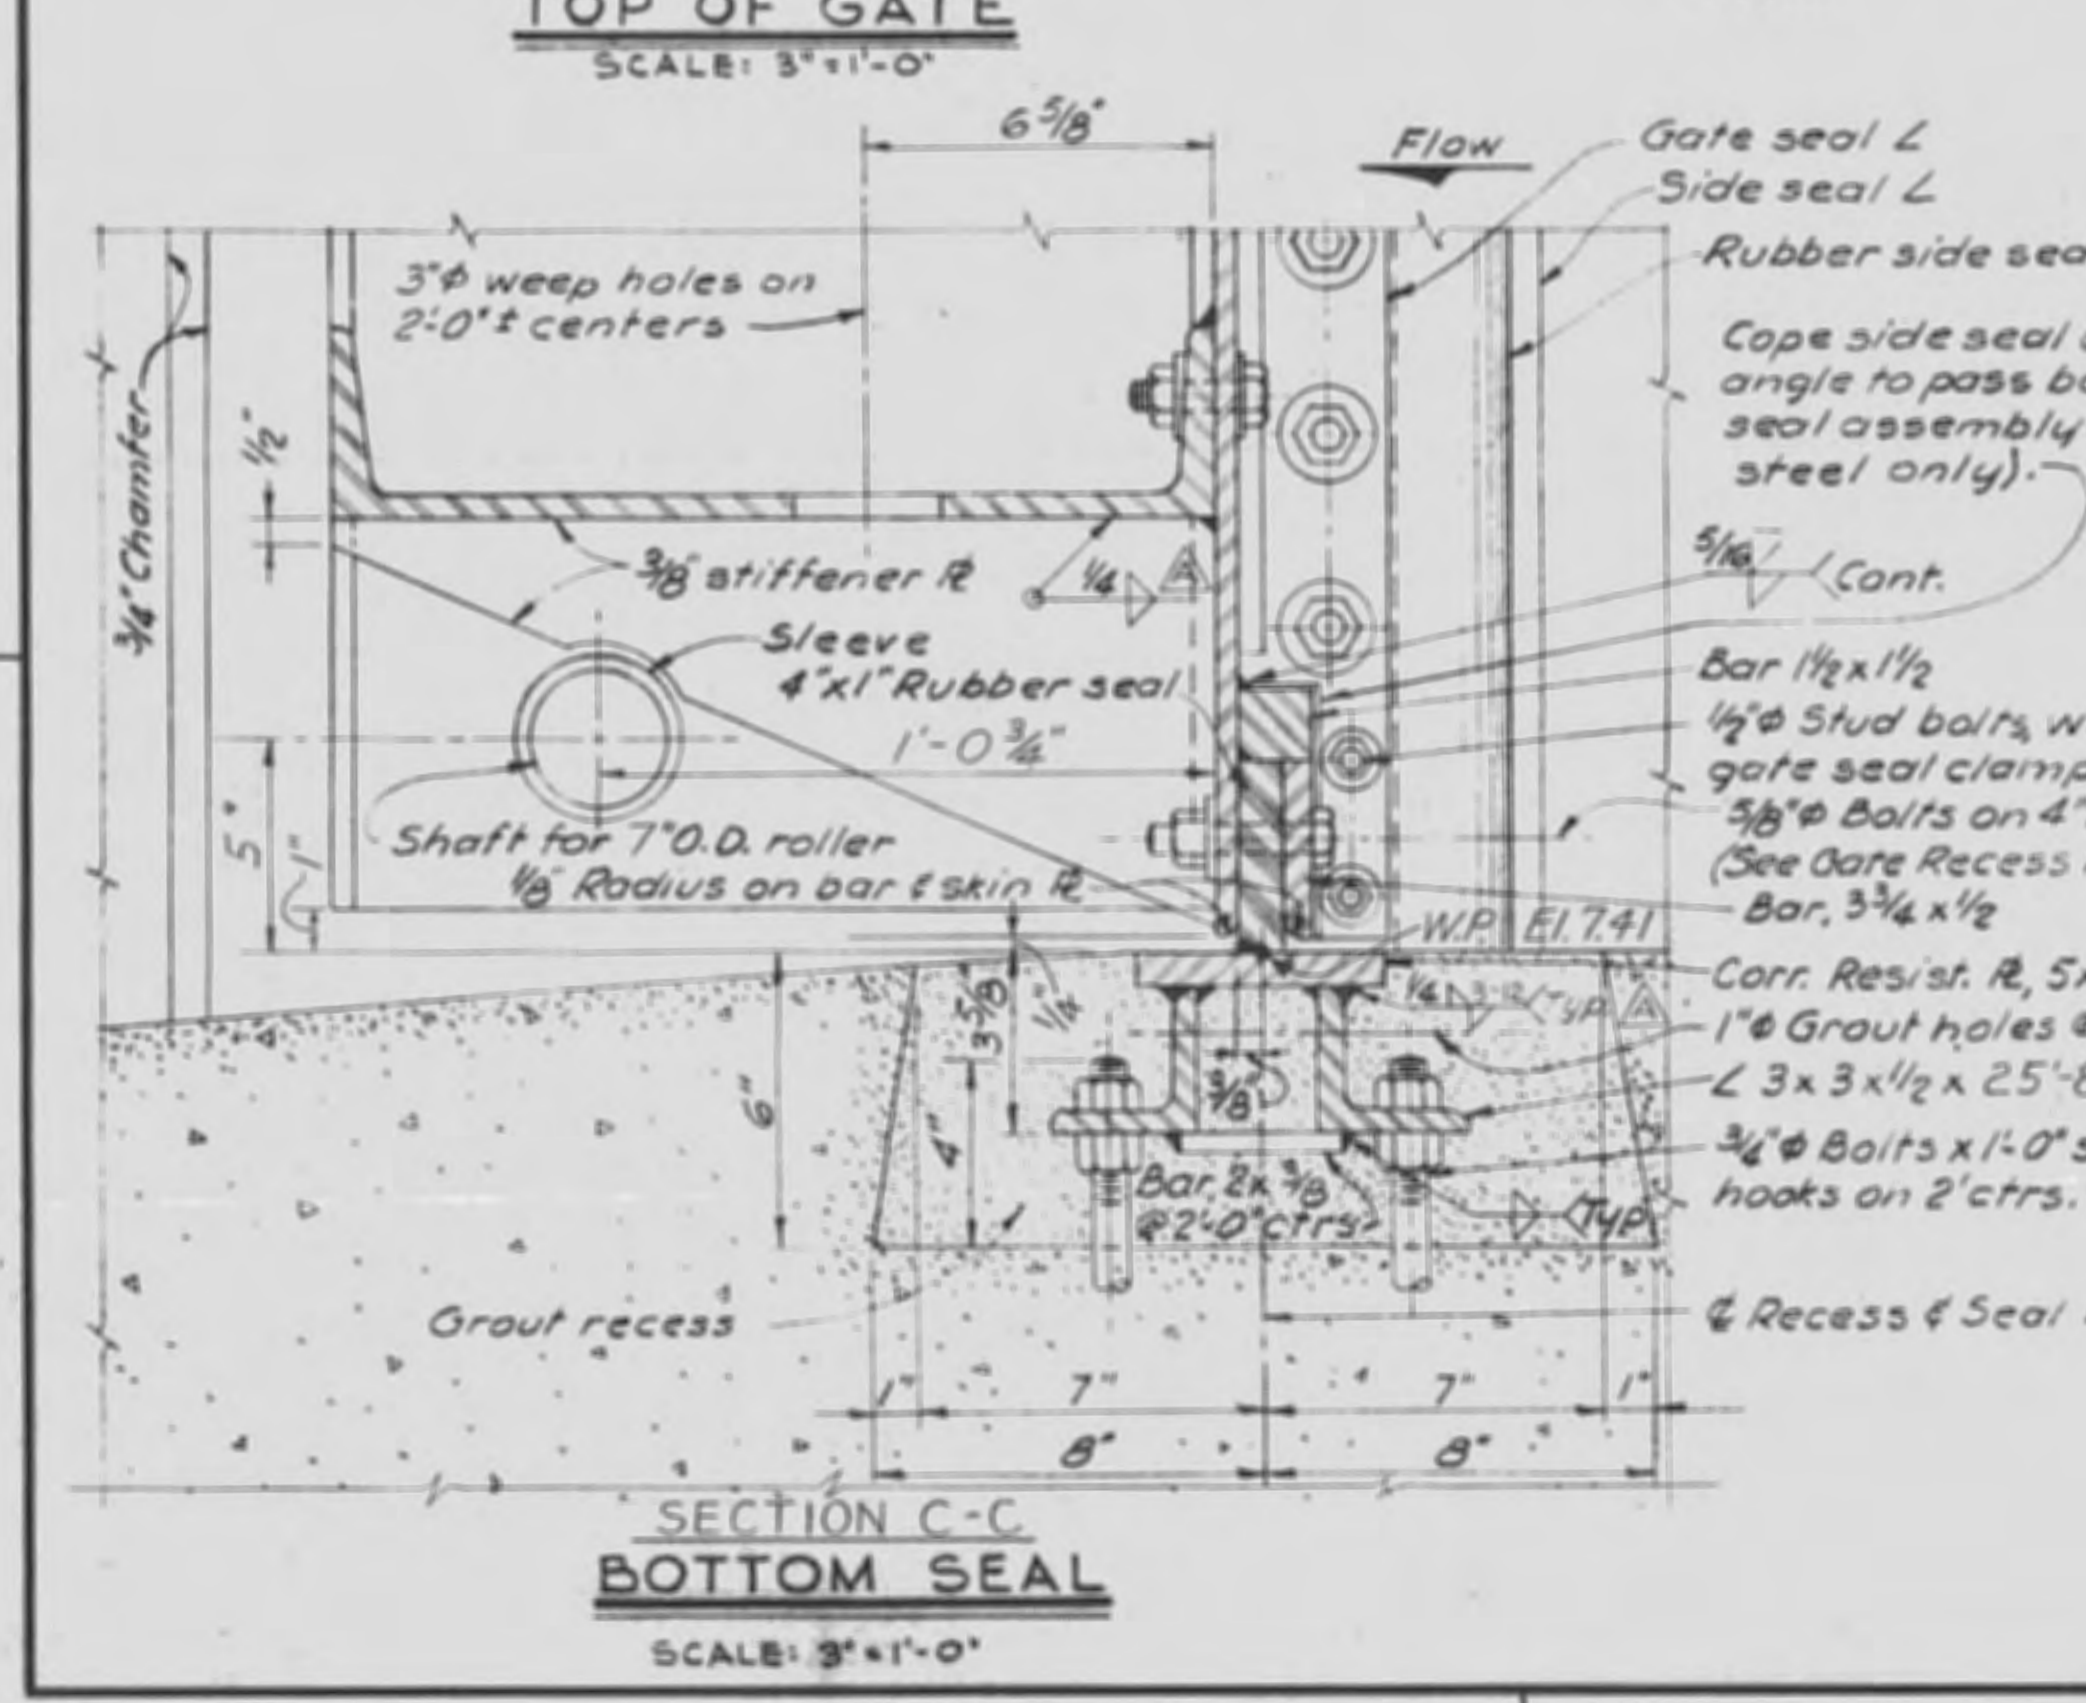 TOP OF GATE
SCALE: 3"=1'-0"
6 5/8"
Flow
Gate seal ∠
Side seal ∠
Rubber side sea
3"ϕ weep holes on
2'-0"± centers
Cope side seal
angle to pass bo
seal assembly
steel only).
3/4" Chamfer
1/2"
3/8" stiffener ℞
1/4
A
5/16
Cont.
Sleeve
4"x1" Rubber seal
1'-0 3/4"
Bar 1 1/2 x 1 1/2
1/2"ϕ Stud bolts, w
gate seal clamp
5/8"ϕ Bolts on 4"
(See Gate Recess
Bar, 3 3/4 x 1/2
5"
1"
Shaft for 7" O.D. roller
1/8" Radius on bar & skin ℞
W.P. El. 7.41
Corr. Resist. ℞, 5x
1"ϕ Grout holes @
∠ 3 x 3 x 1/2 x 25'-8
3/4"ϕ Bolts x 1'-0"
hooks on 2' ctrs.
1/4
Typ.
A
3 5/8"
1/4"
6"
4"
3/8"
Bar, 2 x 3/8
@ 2'-0" ctrs.
Typ.
Grout recess
℄ Recess & Seal
1"
7"
7"
1"
8"
8"
SECTION C-C
BOTTOM SEAL
SCALE: 3"=1'-0"